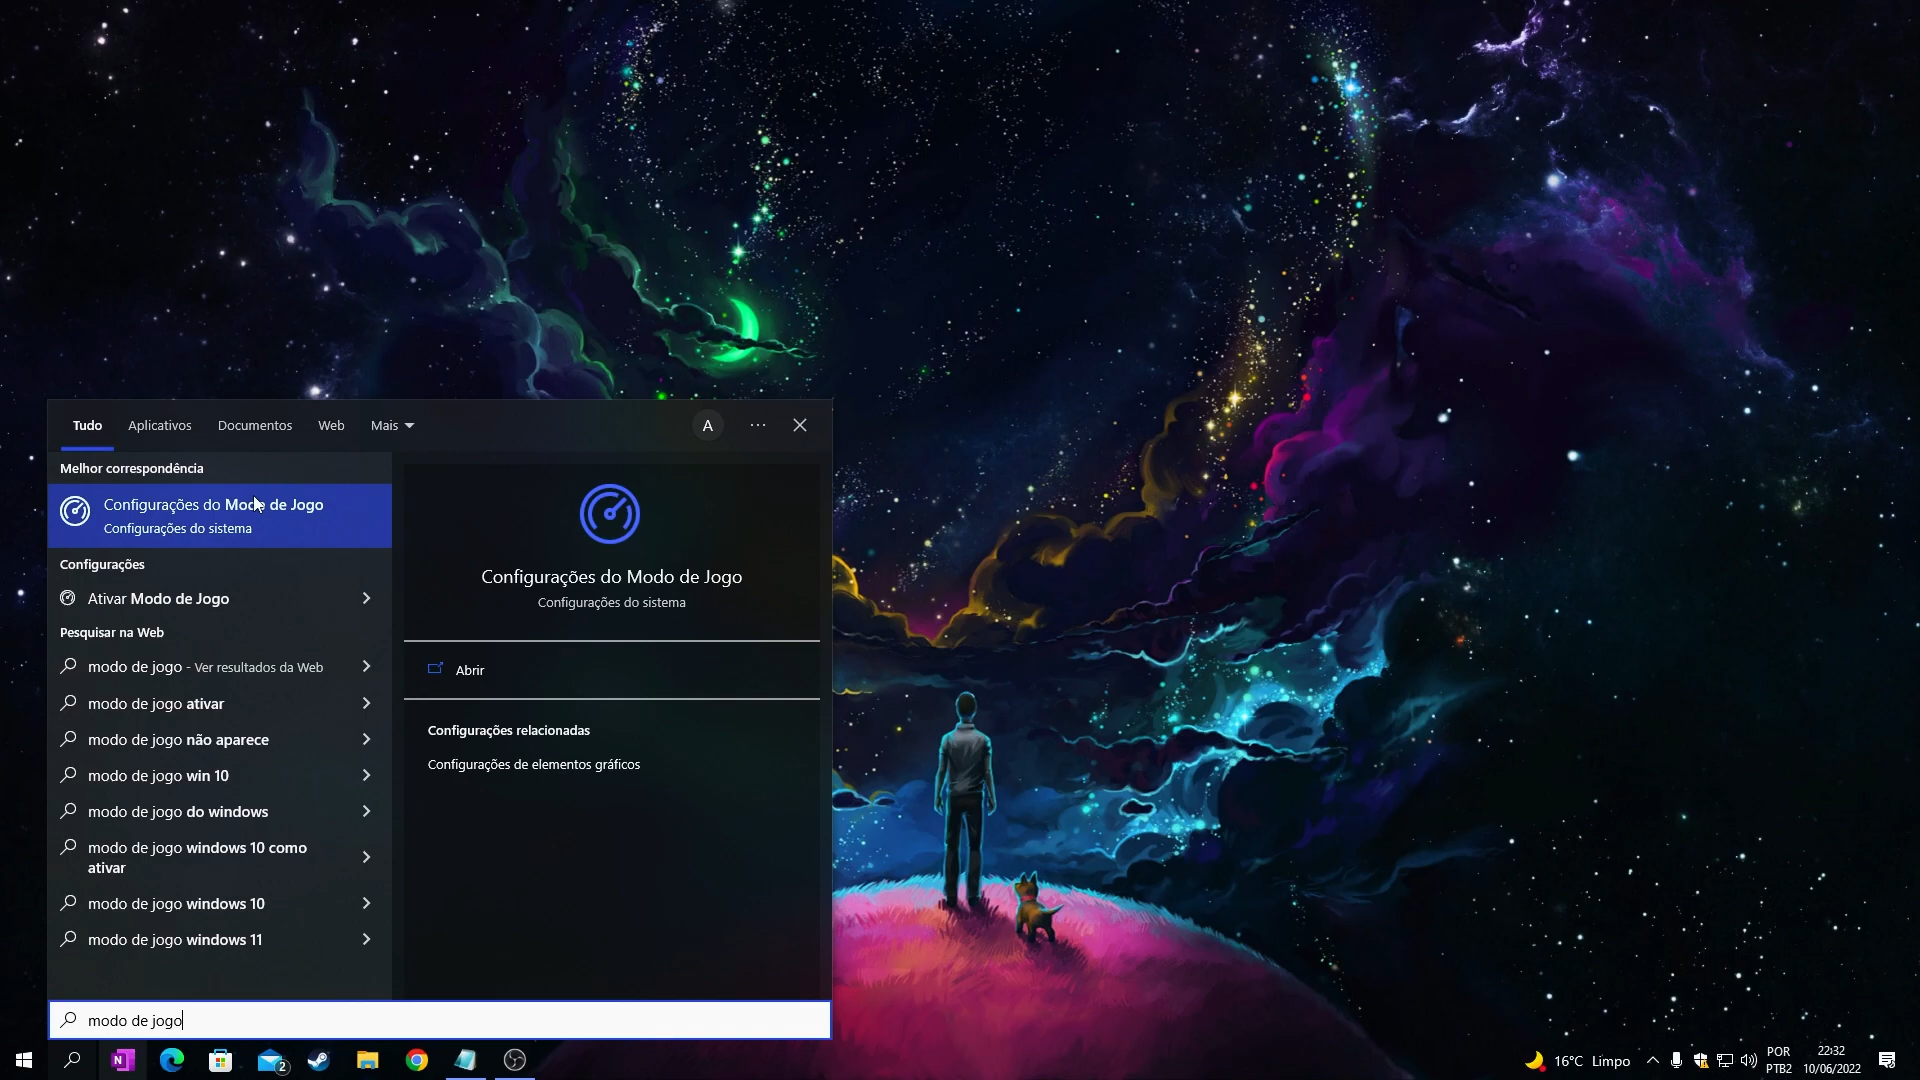 Tudo
Aplicativos
Documentos
Web
Mais
A
Melhor correspondência
Configurações do Modo de Jogo
Configurações do sistema
Configurações
Ativar Modo de Jogo
Pesquisar na Web
modo de jogo - Ver resultados da Web
modo de jogo ativar
modo de jogo não aparece
modo de jogo win 10
modo de jogo do windows
modo de jogo windows 10 como
ativar
modo de jogo windows 10
modo de jogo windows 11
Configurações do Modo de Jogo
Configurações do sistema
Abrir
Configurações relacionadas
Configurações de elementos gráficos
modo de jogo
N
2
16°C Limpo
POR
PTB2
22:32
10/06/2022